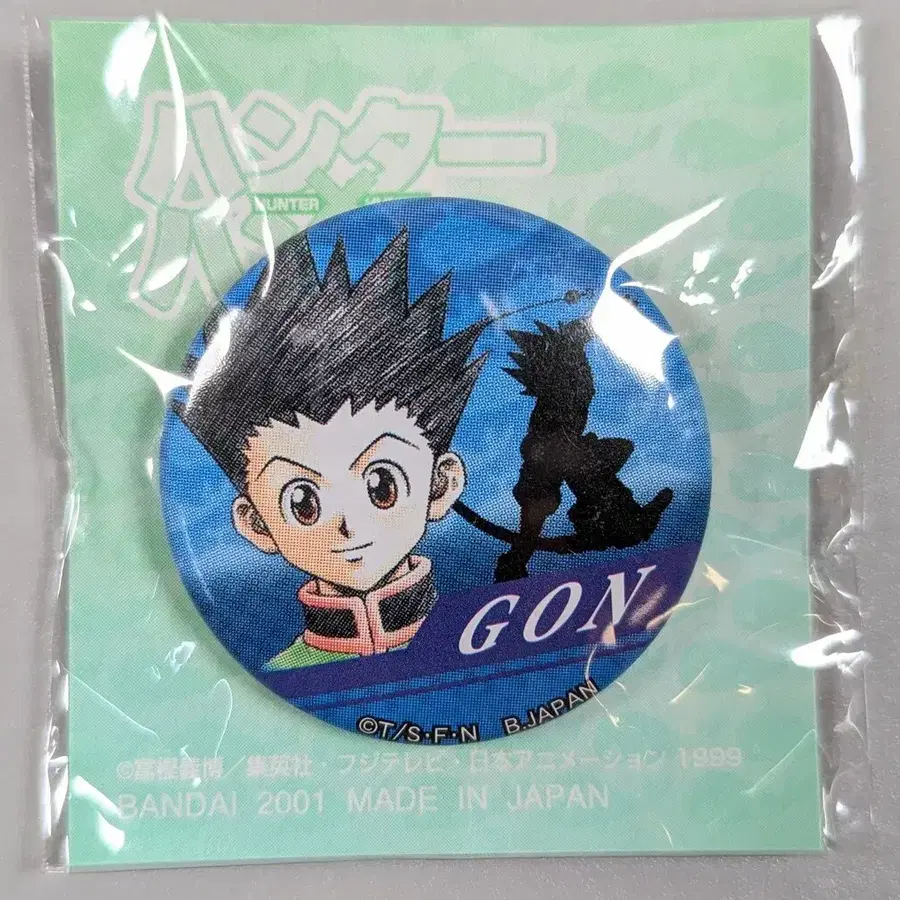 ハンター
HUNTER
GON
©T/S・F・N B.JAPAN
©冨樫義博／集英社・フジテレビ・日本アニメーション 1999
BANDAI 2001 MADE IN JAPAN